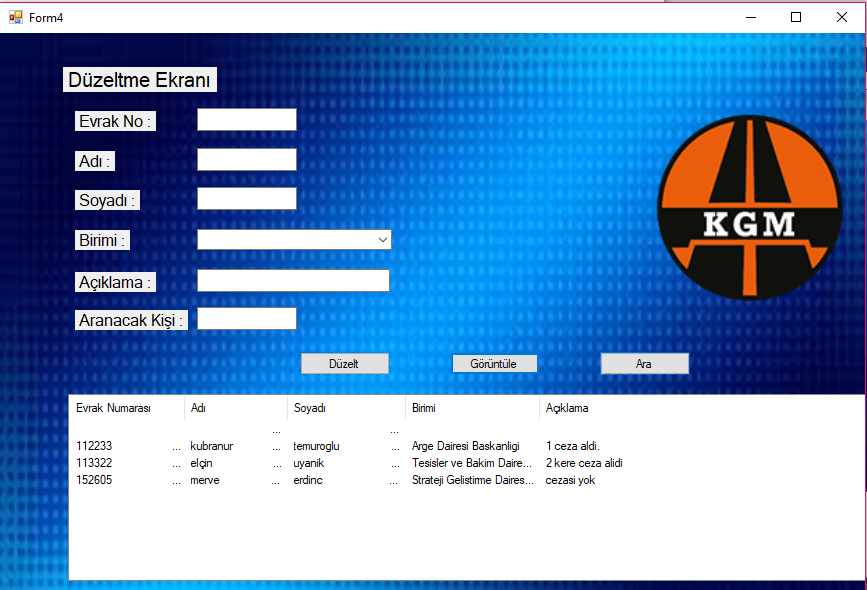 Form4
Düzeltme Ekranı
Evrak No :
Adı :
Soyadı :
Birimi :
Açıklama :
Aranacak Kişi :
KGM
Düzelt Görüntüle Ara
Evrak Numarası Adı Soyadı Birimi Açıklama
... ...
112233 ... kubranur ... temuroglu ... Arge Dairesi Baskanligi 1 ceza aldi.
113322 ... elçin ... uyanik ... Tesisler ve Bakim Daire... 2 kere ceza alidi
152605 ... merve ... erdinc ... Strateji Gelistirme Daires... cezasi yok